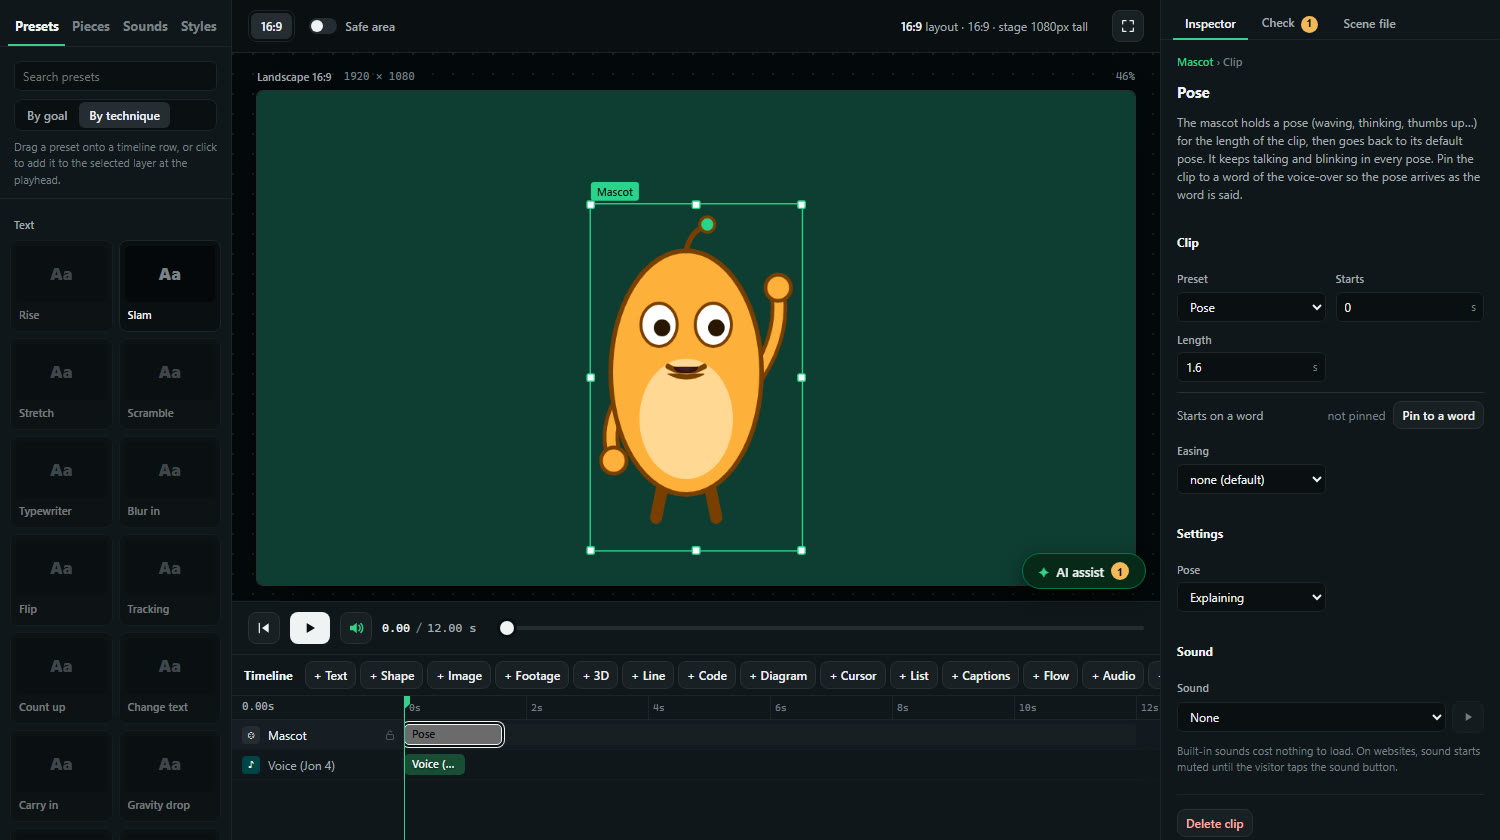 Presets Pieces Sounds Styles
Search presets
By goal By technique
Drag a preset onto a timeline row, or click
to add it to the selected layer at the
playhead.
Text
Aa Aa
Rise Slam
Aa Aa
Stretch Scramble
Aa Aa
Typewriter Blur in
Aa Aa
Flip Tracking
Aa Aa
Count up Change text
Aa Aa
Carry in Gravity drop
16:9 Safe area 16:9 layout · 16:9 · stage 1080px tall
Landscape 16:9 1920 × 1080 46%
Mascot
AI assist 1
0.00 / 12.00 s
Timeline + Text + Shape + Image + Footage + 3D + Line + Code + Diagram + Cursor + List + Captions + Flow + Audio
0.00s 0s 2s 4s 6s 8s 10s 12s
Mascot Pose
Voice (Jon 4) Voice (...
Inspector Check 1 Scene file
Mascot › Clip
Pose
The mascot holds a pose (waving, thinking, thumbs up...)
for the length of the clip, then goes back to its default
pose. It keeps talking and blinking in every pose. Pin the
clip to a word of the voice-over so the pose arrives as the
word is said.
Clip
Preset Starts
Pose 0 s
Length
1.6 s
Starts on a word not pinned Pin to a word
Easing
none (default)
Settings
Pose
Explaining
Sound
Sound
None
Built-in sounds cost nothing to load. On websites, sound starts
muted until the visitor taps the sound button.
Delete clip